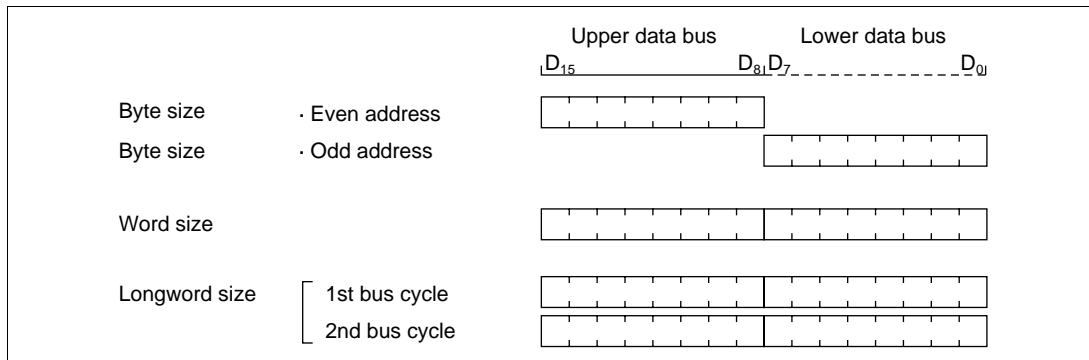 Upper data bus Lower data bus
D15 D8 D7 D0
Byte size · Even address
Byte size · Odd address
Word size
Longword size 1st bus cycle
2nd bus cycle